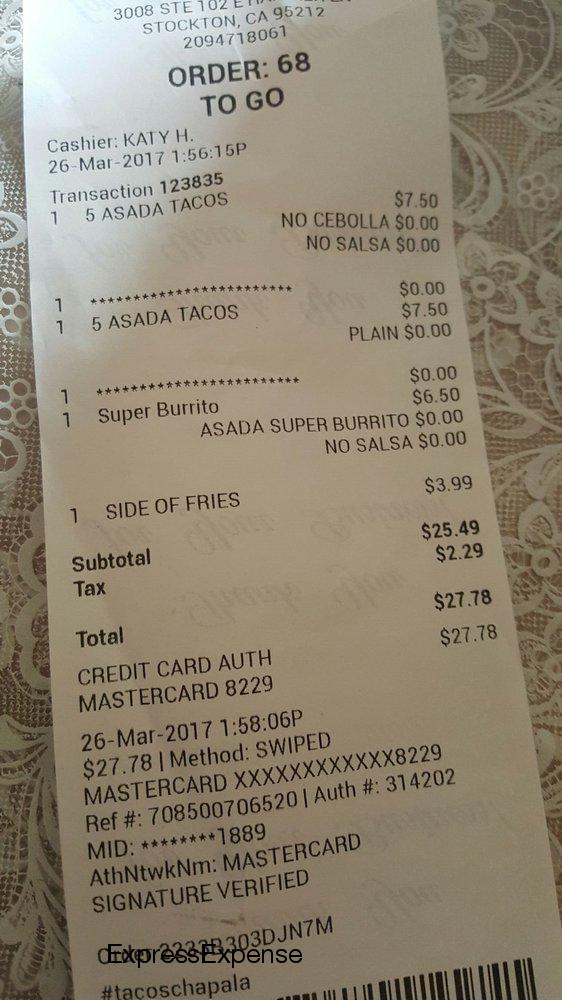 3008 STE 102 E
STOCKTON, CA 95212
2094718061
ORDER: 68
TO GO
Cashier: KATY H.
26-Mar-2017 1:56:15P
Transaction 123835
1 5 ASADA TACOS $7.50
NO CEBOLLA $0.00
NO SALSA $0.00
1 ************************ $0.00
1 5 ASADA TACOS $7.50
PLAIN $0.00
1 ************************ $0.00
1 Super Burrito $6.50
ASADA SUPER BURRITO $0.00
NO SALSA $0.00
1 SIDE OF FRIES $3.99
Subtotal $25.49
Tax $2.29
Total $27.78
CREDIT CARD AUTH $27.78
MASTERCARD 8229
26-Mar-2017 1:58:06P
$27.78 | Method: SWIPED
MASTERCARD XXXXXXXXXXXX8229
Ref #: 708500706520 | Auth #: 314202
MID: ********1889
AthNtwkNm: MASTERCARD
SIGNATURE VERIFIED
ExpressExpense
#tacoschapala